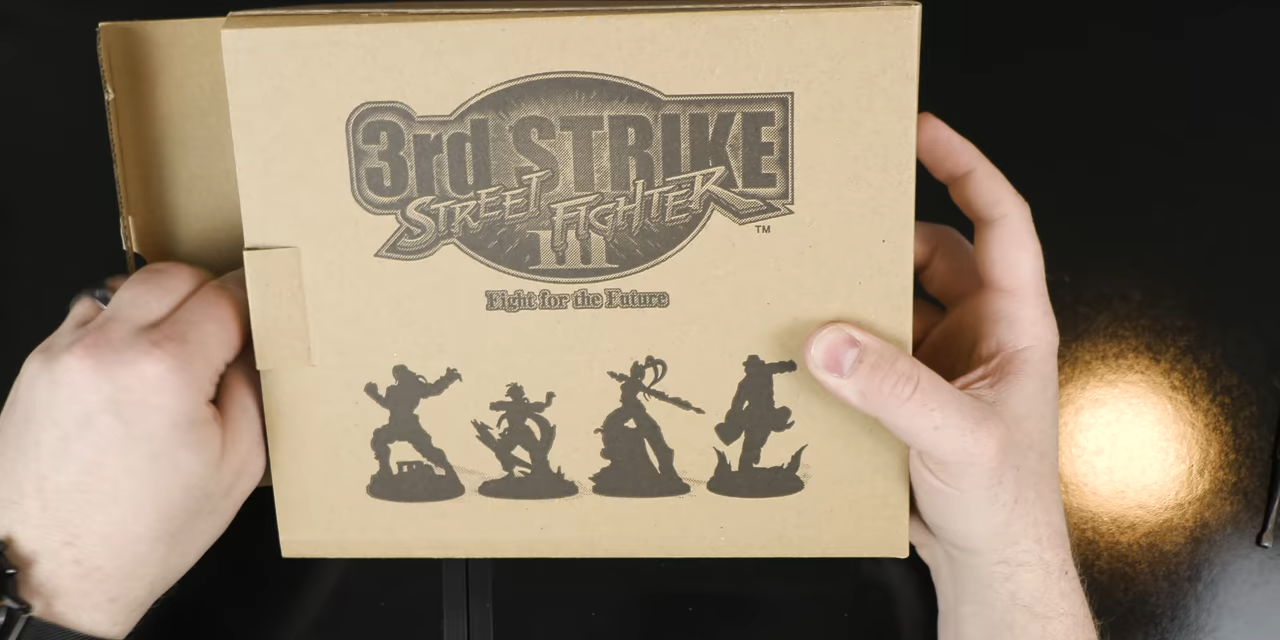 3rd STRIKE
STREET FIGHTER
III
TM
Fight for the Future